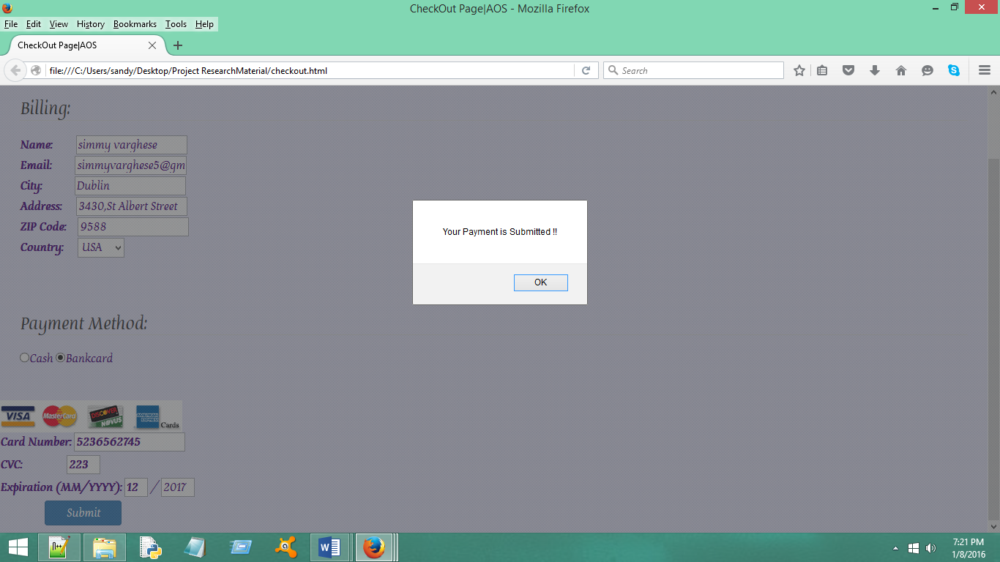 CheckOut Page|AOS - Mozilla Firefox
File Edit View History Bookmarks Tools Help
CheckOut Page|AOS
file:///C:/Users/sandy/Desktop/Project ResearchMaterial/checkout.html
Search
Billing:
Name: simmy varghese
Email: simmyvarghese5@gm
City: Dublin
Address: 3430,St Albert Street
ZIP Code: 9588
Country: USA
Your Payment is Submitted !!
OK
Payment Method:
Cash Bankcard
VISA MasterCard DISCOVER NOVUS AMERICAN EXPRESS Cards
Card Number: 5236562745
CVC: 223
Expiration (MM/YYYY): 12 / 2017
Submit
7:21 PM
1/8/2016